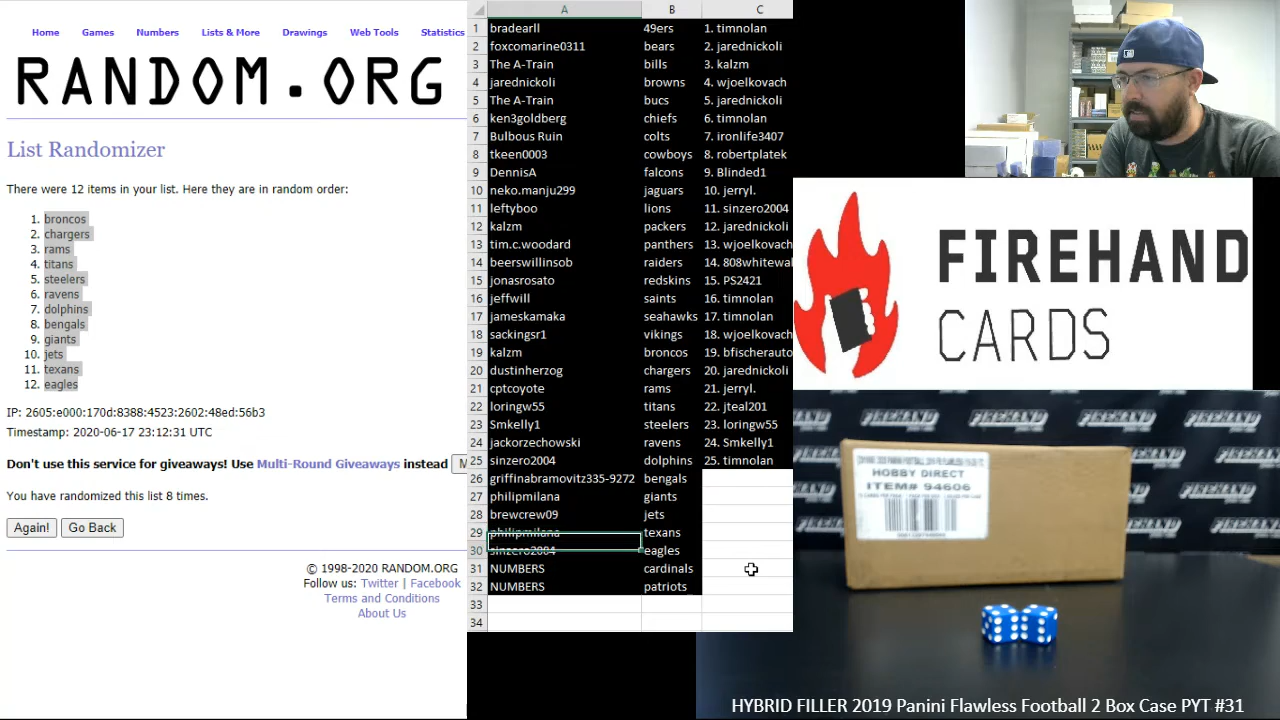 Home Games Numbers Lists & More Drawings Web Tools Statistics
RANDOM.ORG
List Randomizer
There were 12 items in your list. Here they are in random order:
1. broncos
2. chargers
3. rams
4. titans
5. steelers
6. ravens
7. dolphins
8. bengals
9. giants
10. jets
11. texans
12. eagles
IP: 2605:e000:170d:8388:4523:2602:48ed:56b3
Timestamp: 2020-06-17 23:12:31 UTC
Don't use this service for giveaways! Use Multi-Round Giveaways instead
You have randomized this list 8 times.
Again! Go Back
© 1998-2020 RANDOM.ORG
Follow us: Twitter | Facebook
Terms and Conditions
About Us
A B C
1 bradearll 49ers 1. timnolan
2 foxcomarine0311 bears 2. jarednickoli
3 The A-Train bills 3. kalzm
4 jarednickoli browns 4. wjoelkovach
5 The A-Train bucs 5. jarednickoli
6 ken3goldberg chiefs 6. timnolan
7 Bulbous Ruin colts 7. ironlife3407
8 tkeen0003 cowboys 8. robertplatek
9 DennisA falcons 9. Blinded1
10 neko.manju299 jaguars 10. jerryl.
11 leftyboo lions 11. sinzero2004
12 kalzm packers 12. jarednickoli
13 tim.c.woodard panthers 13. wjoelkovach
14 beerswillinsob raiders 14. 808whitewal
15 jonasrosato redskins 15. PS2421
16 jeffwill saints 16. timnolan
17 jameskamaka seahawks 17. timnolan
18 sackingsr1 vikings 18. wjoelkovach
19 kalzm broncos 19. bfischerauto
20 dustinherzog chargers 20. jarednickoli
21 cptcoyote rams 21. jerryl.
22 loringw55 titans 22. jteal201
23 Smkelly1 steelers 23. loringw55
24 jackorzechowski ravens 24. Smkelly1
25 sinzero2004 dolphins 25. timnolan
26 griffinabramovitz335-9272 bengals
27 philipmilana giants
28 brewcrew09 jets
29 philipmilana texans
30 sinzero2004 eagles
31 NUMBERS cardinals
32 NUMBERS patriots
33
34
FIREHAND
CARDS
FIREHAND
HOBBY DIRECT
ITEM# 94606
HYBRID FILLER 2019 Panini Flawless Football 2 Box Case PYT #31